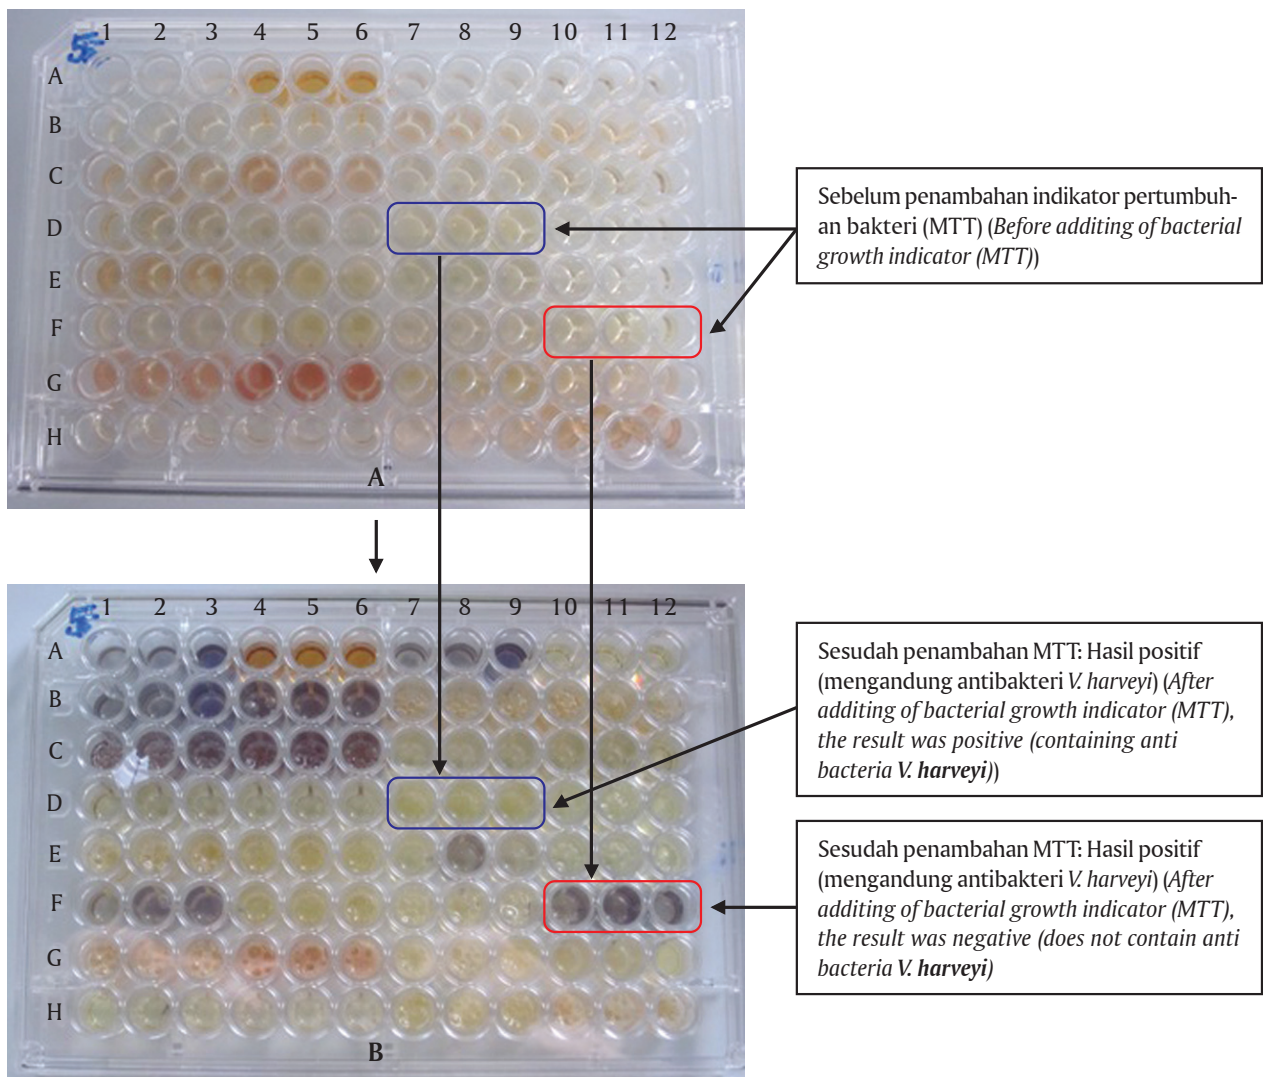 5
1 2 3 4 5 6 7 8 9 10 11 12
A
B
C
D
E
F
G
H
A
Sebelum penambahan indikator pertumbuh-
an bakteri (MTT) (Before additing of bacterial
growth indicator (MTT))
5
1 2 3 4 5 6 7 8 9 10 11 12
A
B
C
D
E
F
G
H
B
Sesudah penambahan MTT: Hasil positif
(mengandung antibakteri V. harveyi) (After
additing of bacterial growth indicator (MTT),
the result was positive (containing anti
bacteria V. harveyi))
Sesudah penambahan MTT: Hasil positif
(mengandung antibakteri V. harveyi) (After
additing of bacterial growth indicator (MTT),
the result was negative (does not contain anti
bacteria V. harveyi)